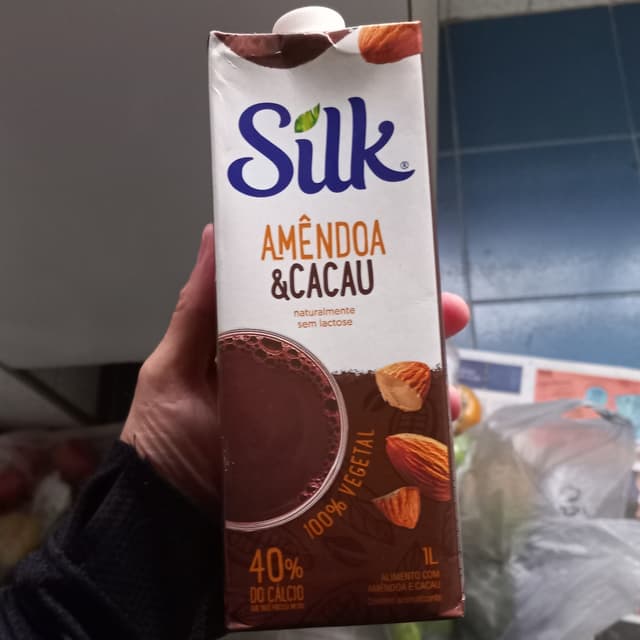 Silk®
AMÊNDOA
&CACAU
naturalmente
sem lactose
100% VEGETAL
40%
DO CÁLCIO
1L
ALIMENTO COM
AMÊNDOA E CACAU